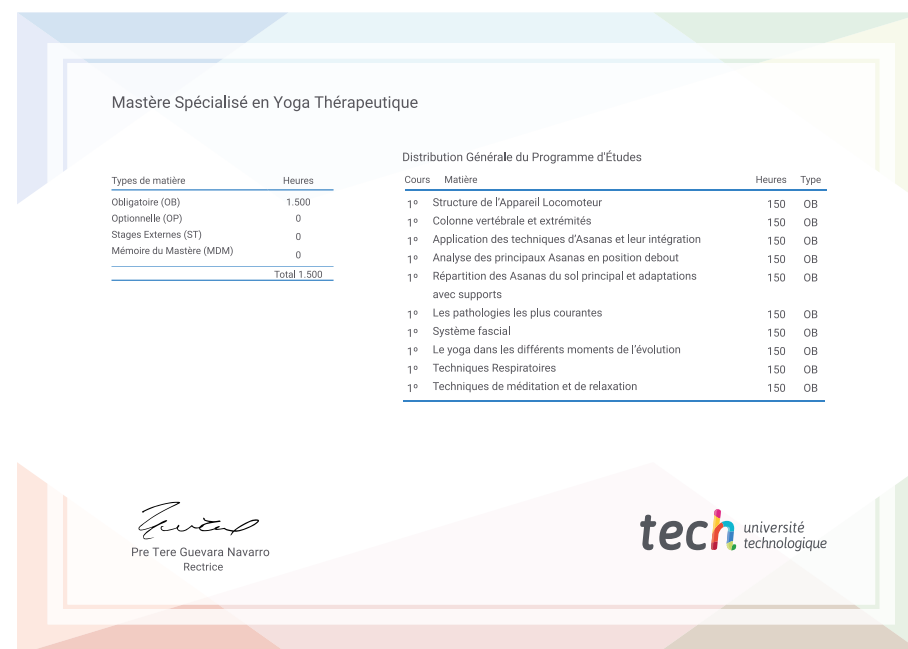 Mastère Spécialisé en Yoga Thérapeutique
Types de matière Heures
Obligatoire (OB) 1.500
Optionnelle (OP) 0
Stages Externes (ST) 0
Mémoire du Mastère (MDM) 0
Total 1.500
Distribution Générale du Programme d'Études
Cours Matière Heures Type
1º Structure de l'Appareil Locomoteur 150 OB
1º Colonne vertébrale et extrémités 150 OB
1º Application des techniques d'Asanas et leur intégration 150 OB
1º Analyse des principaux Asanas en position debout 150 OB
1º Répartition des Asanas du sol principal et adaptations 150 OB
avec supports
1º Les pathologies les plus courantes 150 OB
1º Système fascial 150 OB
1º Le yoga dans les différents moments de l'évolution 150 OB
1º Techniques Respiratoires 150 OB
1º Techniques de méditation et de relaxation 150 OB
Pre Tere Guevara Navarro
Rectrice
tech université
technologique